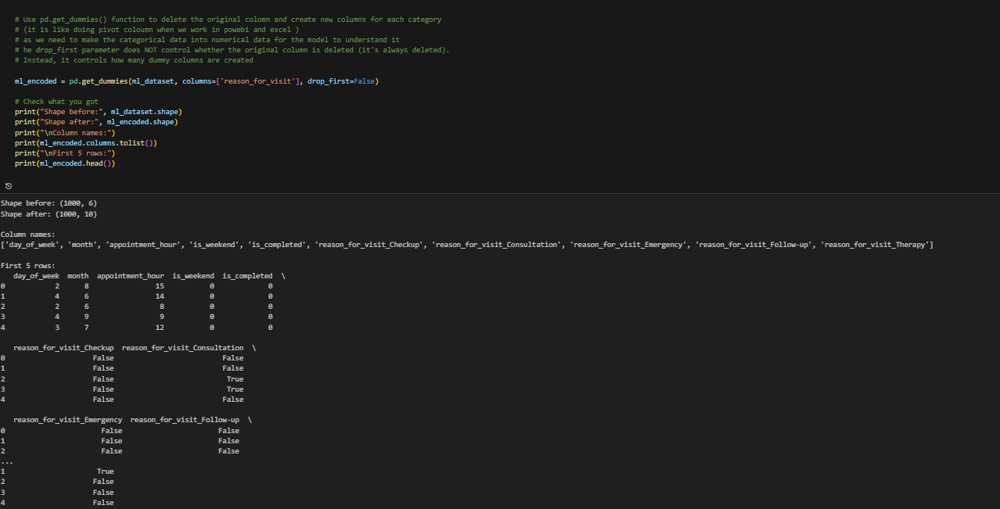 # Use pd.get_dummies() function to delete the original colomn and create new columns for each category
# (it is like doing pivot coloumn when we work in powebi and excel )
# as we need to make the categorical data into numerical data for the model to understand it
# he drop_first parameter does NOT control whether the original column is deleted (it's always deleted).
# Instead, it controls how many dummy columns are created
ml_encoded = pd.get_dummies(ml_dataset, columns=['reason_for_visit'], drop_first=False)
# Check what you got
print("Shape before:", ml_dataset.shape)
print("Shape after:", ml_encoded.shape)
print("\nColumn names:")
print(ml_encoded.columns.tolist())
print("\nFirst 5 rows:")
print(ml_encoded.head())
Shape before: (1000, 6)
Shape after: (1000, 10)
Column names:
['day_of_week', 'month', 'appointment_hour', 'is_weekend', 'is_completed', 'reason_for_visit_Checkup', 'reason_for_visit_Consultation', 'reason_for_visit_Emergency', 'reason_for_visit_Follow-up', 'reason_for_visit_Therapy']
First 5 rows:
day_of_week month appointment_hour is_weekend is_completed \
0 2 8 15 0 0
1 4 6 14 0 0
2 2 6 8 0 0
3 4 9 9 0 0
4 3 7 12 0 0
reason_for_visit_Checkup reason_for_visit_Consultation \
0 False False
1 False False
2 False True
3 False True
4 False False
reason_for_visit_Emergency reason_for_visit_Follow-up \
0 False False
1 False False
2 False False
...
1 True
2 False
3 False
4 False